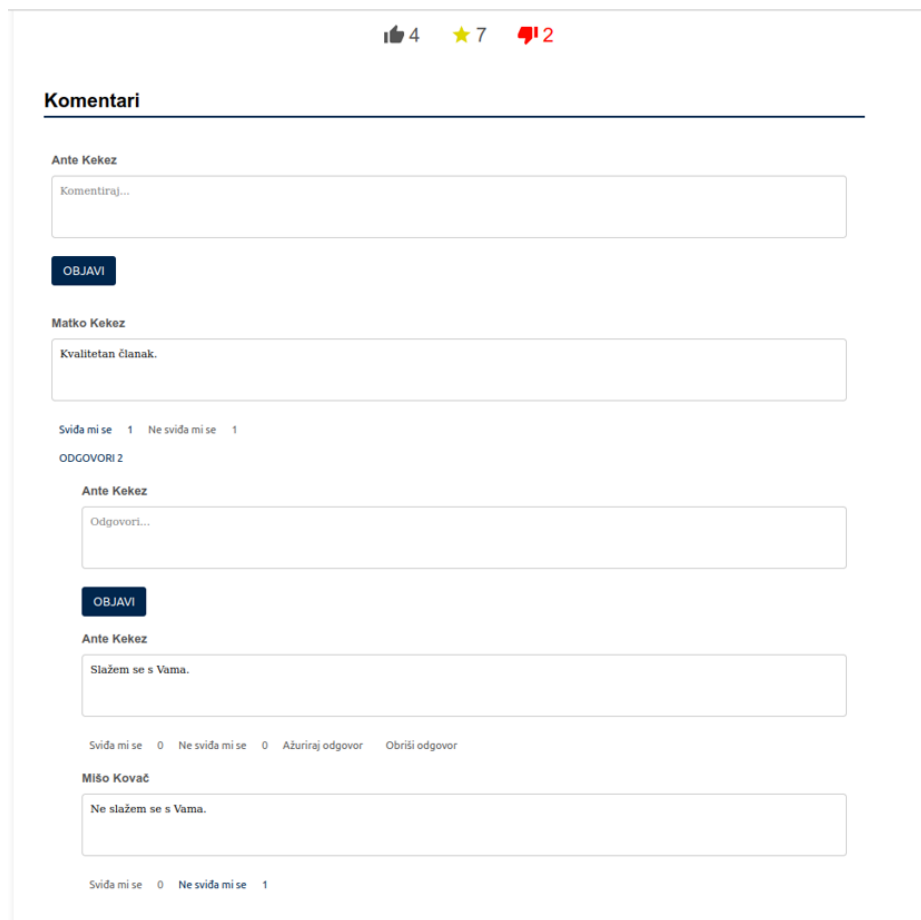 4 7 2
Komentari
Ante Kekez
Komentiraj...
OBJAVI
Matko Kekez
Kvalitetan članak.
Sviđa mi se 1 Ne sviđa mi se 1
ODGOVORI 2
Ante Kekez
Odgovori...
OBJAVI
Ante Kekez
Slažem se s Vama.
Sviđa mi se 0 Ne sviđa mi se 0 Ažuriraj odgovor Obriši odgovor
Mišo Kovač
Ne slažem se s Vama.
Sviđa mi se 0 Ne sviđa mi se 1